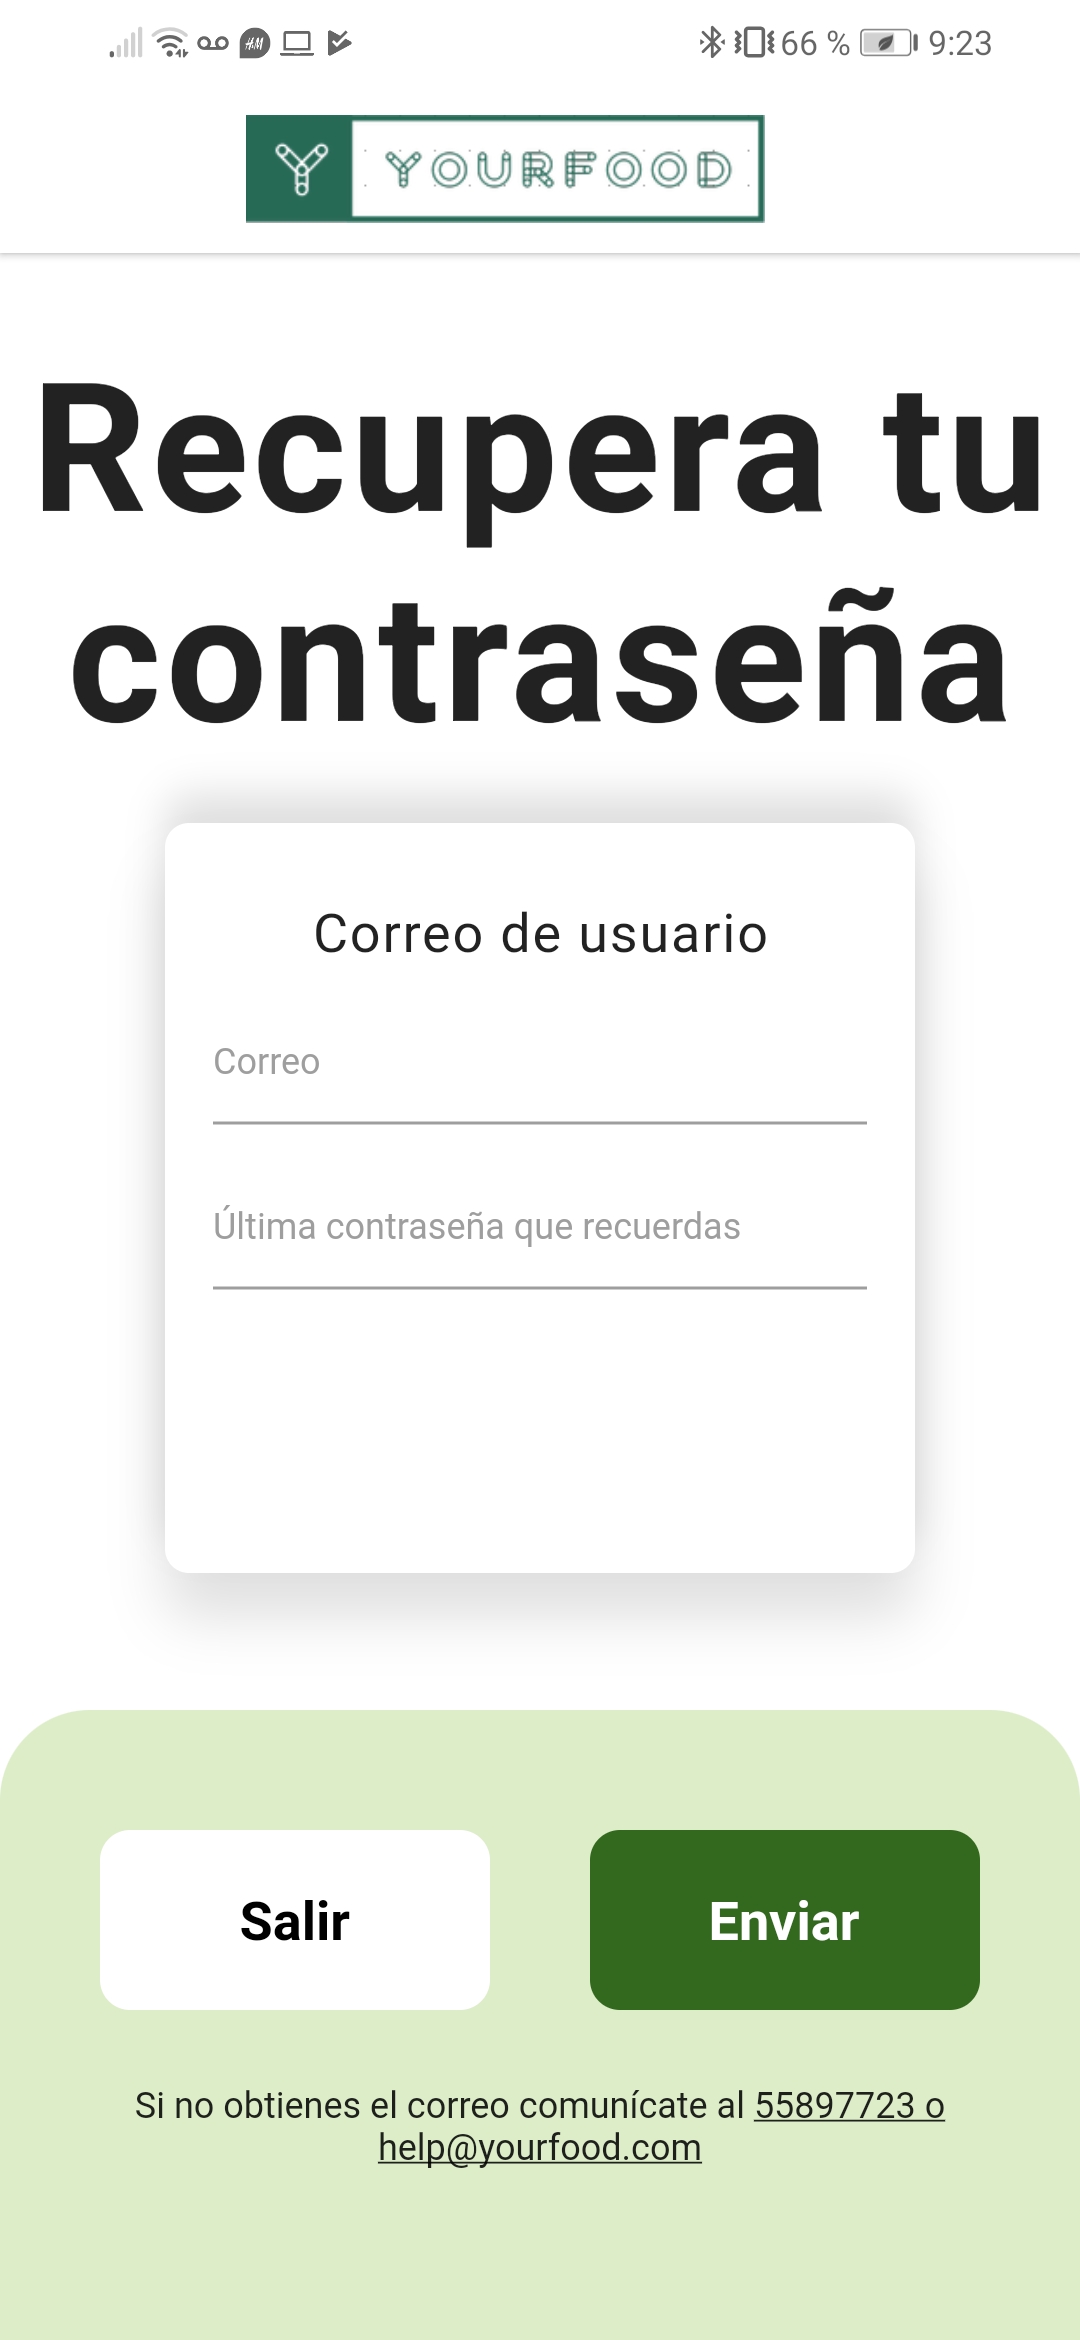 66 % 9:23
Y YOURFOOD
Recupera tu
contraseña
Correo de usuario
Correo
Última contraseña que recuerdas
Salir Enviar
Si no obtienes el correo comunícate al 55897723 o
help@yourfood.com